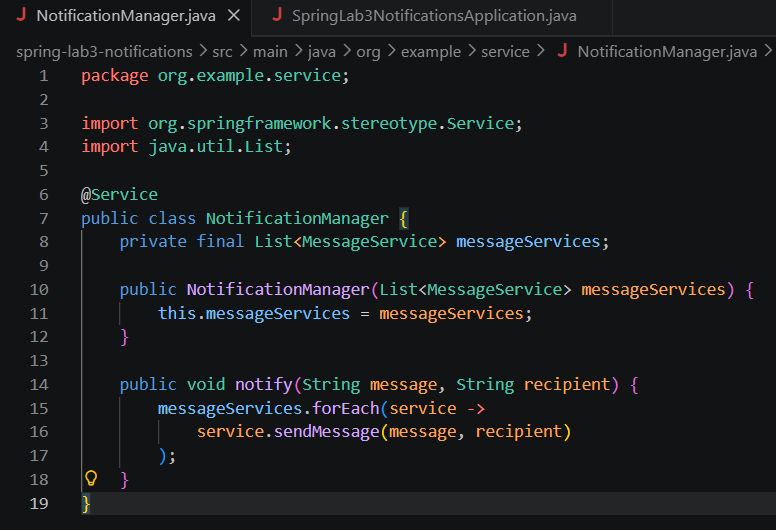 NotificationManager.java
SpringLab3NotificationsApplication.java
spring-lab3-notifications > src > main > java > org > example > service > NotificationManager.java >
1 package org.example.service;
2
3 import org.springframework.stereotype.Service;
4 import java.util.List;
5
6 @Service
7 public class NotificationManager {
8     private final List<MessageService> messageServices;
9
10     public NotificationManager(List<MessageService> messageServices) {
11         this.messageServices = messageServices;
12     }
13
14     public void notify(String message, String recipient) {
15         messageServices.forEach(service ->
16             service.sendMessage(message, recipient)
17         );
18     }
19 }